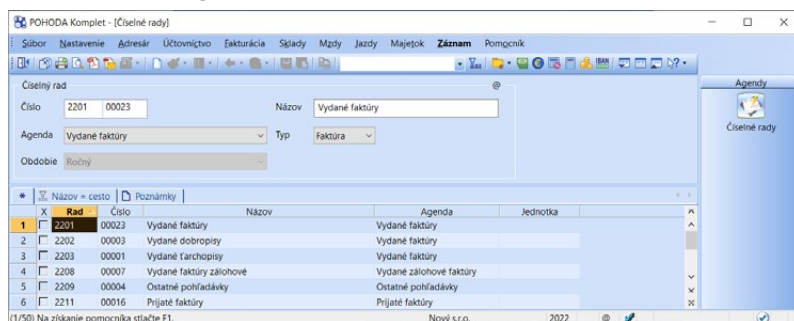 POHODA Komplet - [Číselné rady]
Súbor Nastavenie Adresár Účtovníctvo Fakturácia Sklady Mzdy Jazdy Majetok Záznam Pomocník
IBAN
Číselný rad @
Číslo 2201 00023 Názov Vydané faktúry
Agenda Vydané faktúry Typ Faktúra
Obdobie Ročný
Agendy
Číselné rady
* Názov = cesto Poznámky
X Rad Číslo Názov Agenda Jednotka
1 2201 00023 Vydané faktúry Vydané faktúry
2 2202 00003 Vydané dobropisy Vydané faktúry
3 2203 00001 Vydané ťarchopisy Vydané faktúry
4 2208 00007 Vydané faktúry zálohové Vydané zálohové faktúry
5 2209 00004 Ostatné pohľadávky Ostatné pohľadávky
6 2211 00016 Prijaté faktúry Prijaté faktúry
(1/50) Na získanie pomocníka stlačte F1. Nový s.r.o. 2022 @